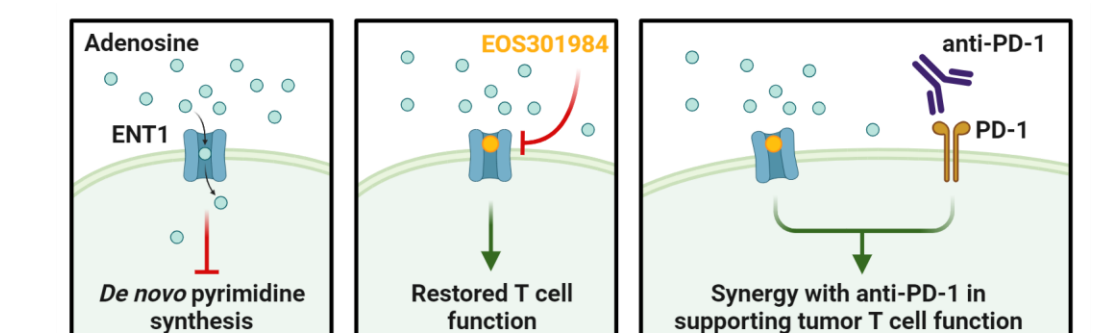 Adenosine
ENT1
De novo pyrimidine
synthesis
EOS301984
Restored T cell
function
anti-PD-1
PD-1
Synergy with anti-PD-1 in
supporting tumor T cell function